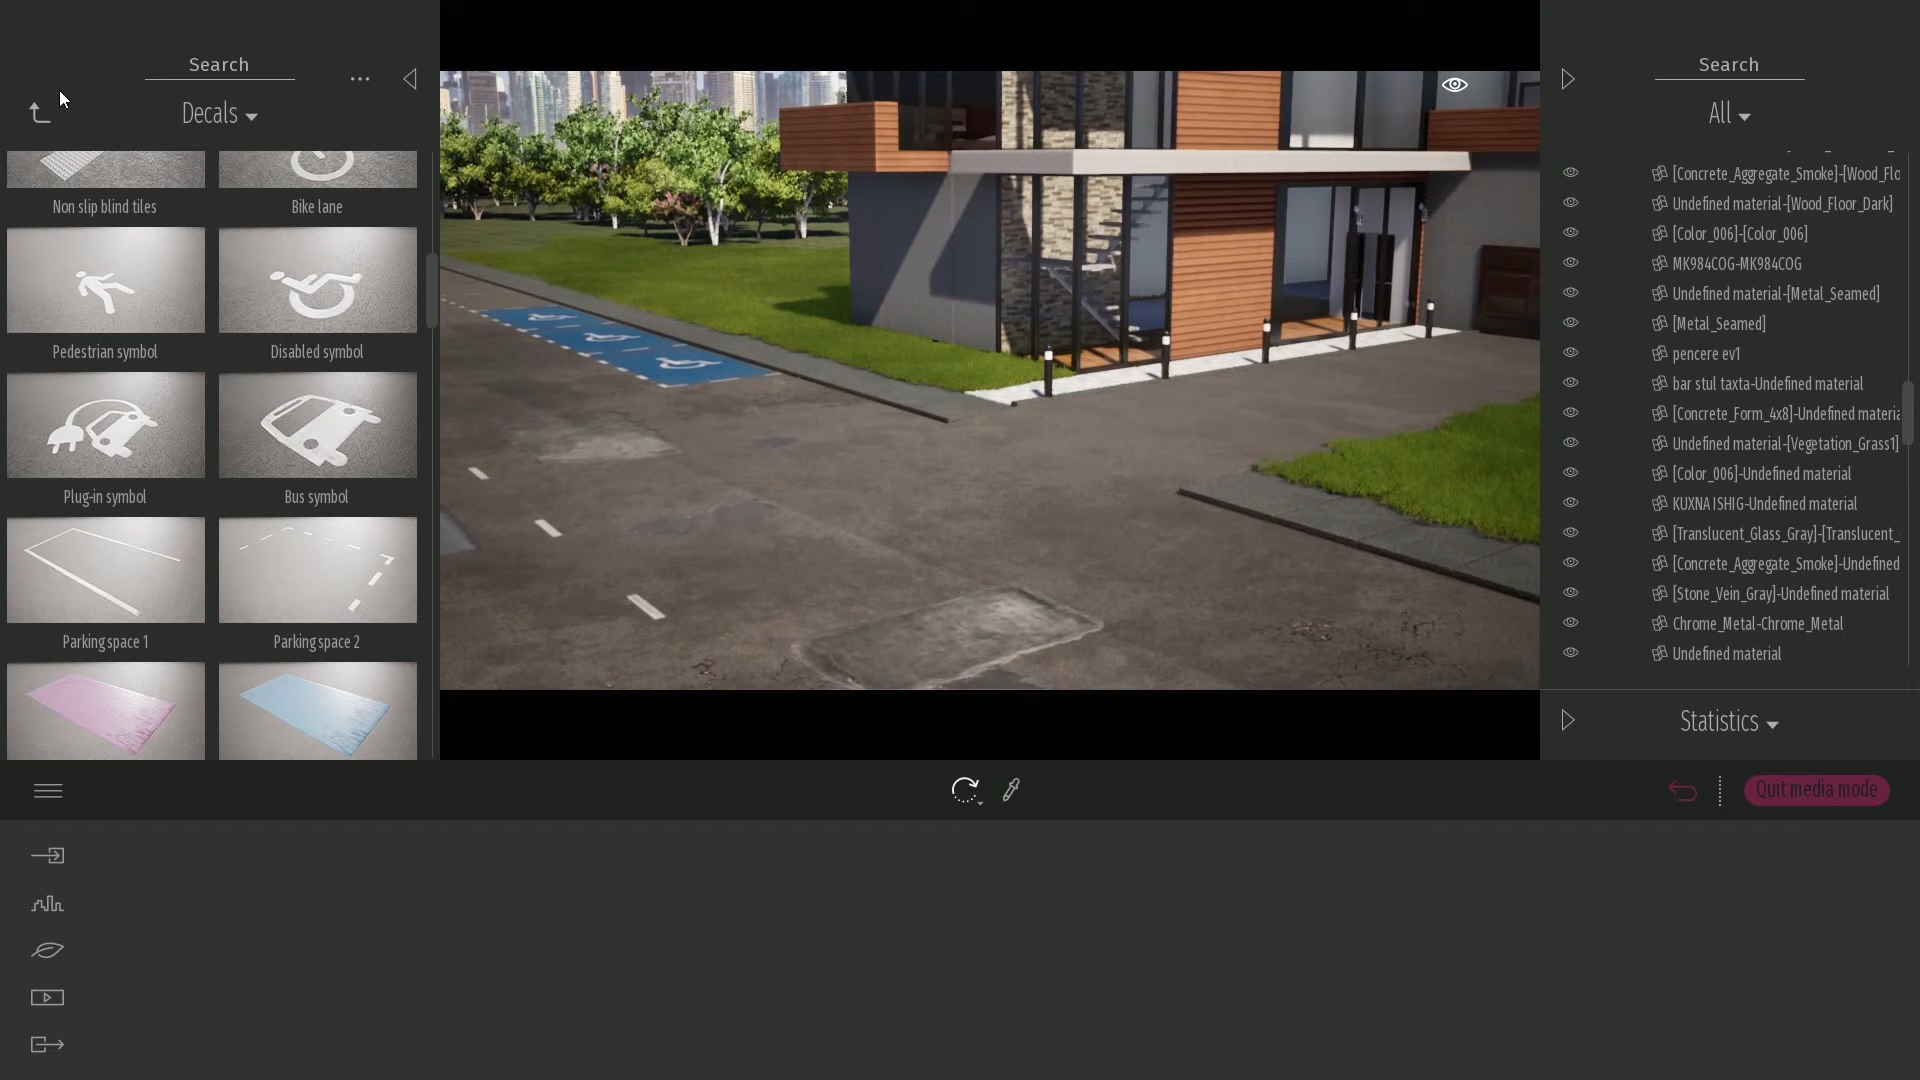 Search
Decals
Non slip blind tiles
Bike lane
Pedestrian symbol
Disabled symbol
Plug-in symbol
Bus symbol
Parking space 1
Parking space 2
Search
All
[Concrete_Aggregate_Smoke]-[Wood_Flo
Undefined material-[Wood_Floor_Dark]
[Color_006]-[Color_006]
MK984COG-MK984COG
Undefined material-[Metal_Seamed]
[Metal_Seamed]
pencere ev1
bar stul taxta-Undefined material
[Concrete_Form_4x8]-Undefined materia
Undefined material-[Vegetation_Grass1]
[Color_006]-Undefined material
KUXNA ISHIG-Undefined material
[Translucent_Glass_Gray]-[Translucent_
[Concrete_Aggregate_Smoke]-Undefined
[Stone_Vein_Gray]-Undefined material
Chrome_Metal-Chrome_Metal
Undefined material
Statistics
Quit media mode